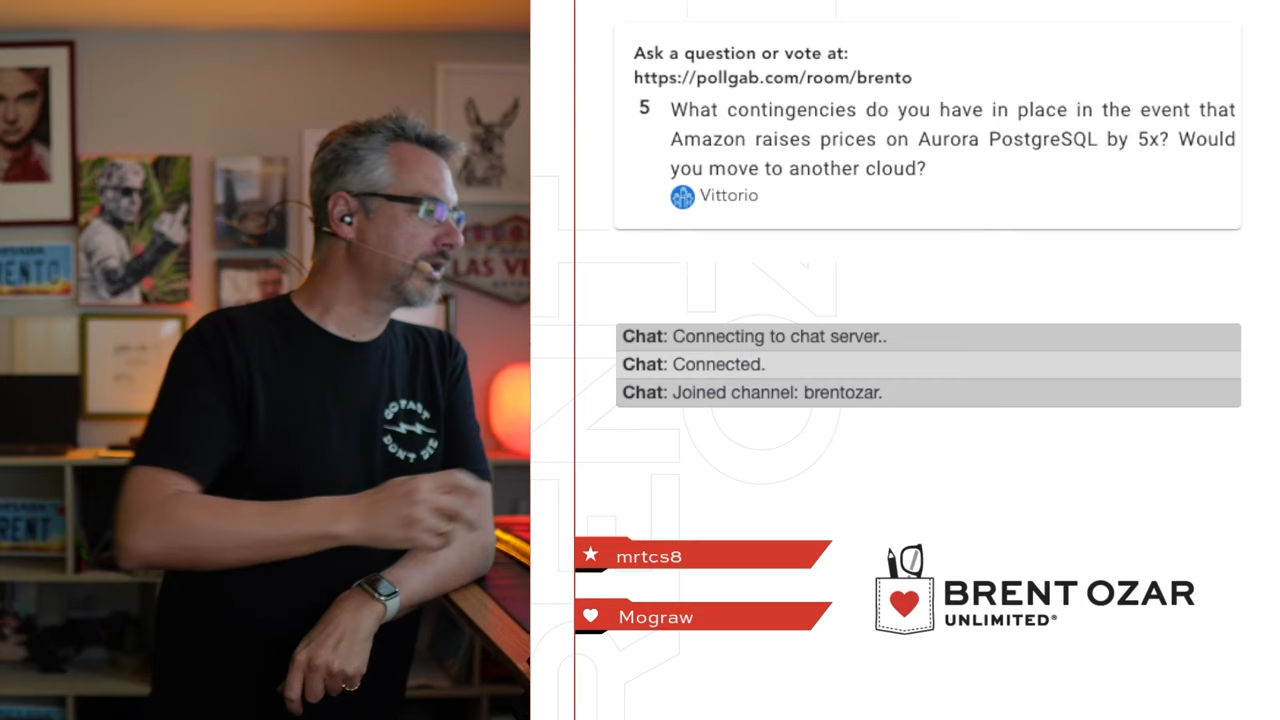 Ask a question or vote at:
https://pollgab.com/room/brento
5 What contingencies do you have in place in the event that
Amazon raises prices on Aurora PostgreSQL by 5x? Would
you move to another cloud?
Vittorio
Chat: Connecting to chat server..
Chat: Connected.
Chat: Joined channel: brentozar.
mrtcs8
Mograw
BRENT OZAR
UNLIMITED®
GO FAST
DON'T DIE
LAS VE
ENTO
RENT